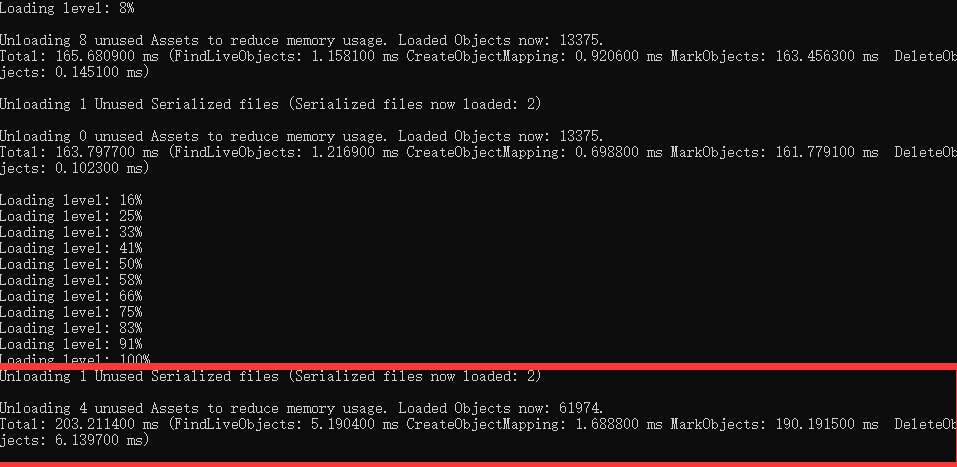 Loading level: 8%
Unloading 8 unused Assets to reduce memory usage. Loaded Objects now: 13375.
Total: 165.680900 ms (FindLiveObjects: 1.158100 ms CreateObjectMapping: 0.920600 ms MarkObjects: 163.456300 ms  DeleteOb
jects: 0.145100 ms)
Unloading 1 Unused Serialized files (Serialized files now loaded: 2)
Unloading 0 unused Assets to reduce memory usage. Loaded Objects now: 13375.
Total: 163.797700 ms (FindLiveObjects: 1.216900 ms CreateObjectMapping: 0.698800 ms MarkObjects: 161.779100 ms  DeleteOb
jects: 0.102300 ms)
Loading level: 16%
Loading level: 25%
Loading level: 33%
Loading level: 41%
Loading level: 50%
Loading level: 58%
Loading level: 66%
Loading level: 75%
Loading level: 83%
Loading level: 91%
Loading level: 100%
Unloading 1 Unused Serialized files (Serialized files now loaded: 2)
Unloading 4 unused Assets to reduce memory usage. Loaded Objects now: 61974.
Total: 203.211400 ms (FindLiveObjects: 5.190400 ms CreateObjectMapping: 1.688800 ms MarkObjects: 190.191500 ms  DeleteOb
jects: 6.139700 ms)